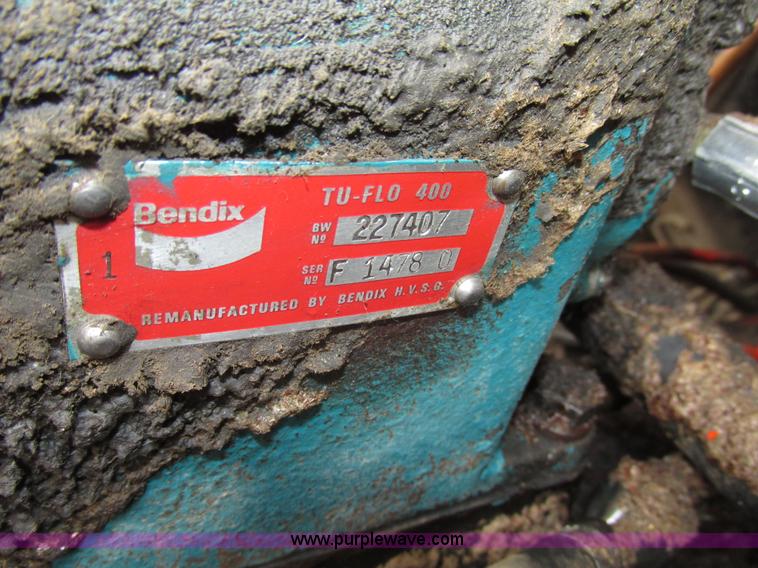 TU-FLO 400
Bendix
BW
Nº 227407
1
SER
Nº F 1478 0
REMANUFACTURED BY BENDIX H.V.S.G.
www.purplewave.com